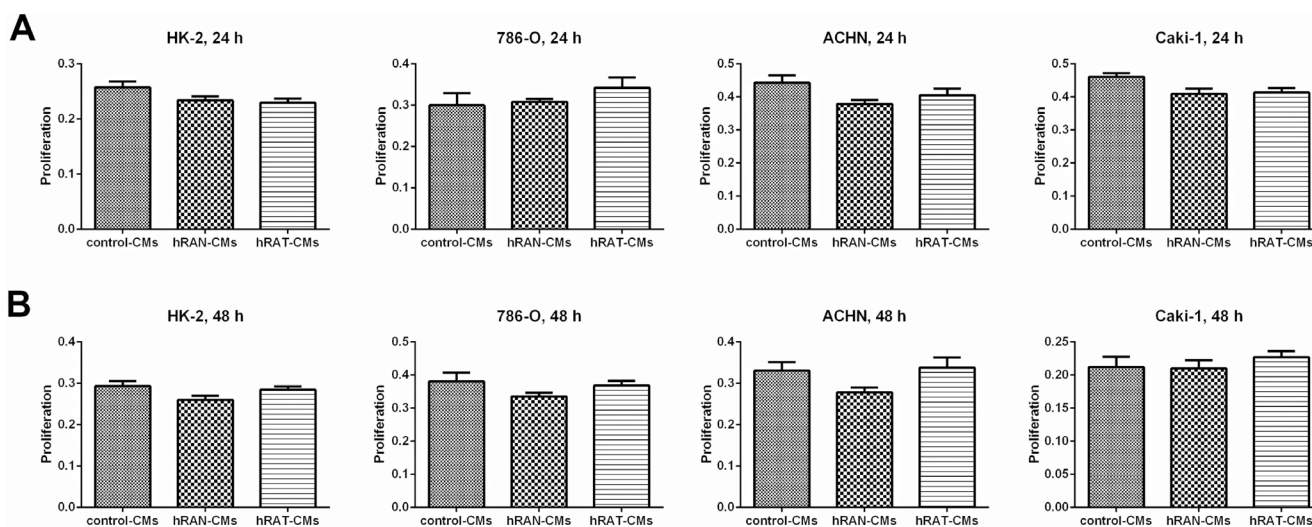 A
HK-2, 24 h
Proliferation
0.3
0.2
0.1
0.0
control-CMs hRAN-CMs hRAT-CMs
786-O, 24 h
Proliferation
0.4
0.3
0.2
0.1
0.0
control-CMs hRAN-CMs hRAT-CMs
ACHN, 24 h
Proliferation
0.5
0.4
0.3
0.2
0.1
0.0
control-CMs hRAN-CMs hRAT-CMs
Caki-1, 24 h
Proliferation
0.5
0.4
0.3
0.2
0.1
0.0
control-CMs hRAN-CMs hRAT-CMs
B
HK-2, 48 h
Proliferation
0.4
0.3
0.2
0.1
0.0
control-CMs hRAN-CMs hRAT-CMs
786-O, 48 h
Proliferation
0.5
0.4
0.3
0.2
0.1
0.0
control-CMs hRAN-CMs hRAT-CMs
ACHN, 48 h
Proliferation
0.4
0.3
0.2
0.1
0.0
control-CMs hRAN-CMs hRAT-CMs
Caki-1, 48 h
Proliferation
0.25
0.20
0.15
0.10
0.05
0.00
control-CMs hRAN-CMs hRAT-CMs